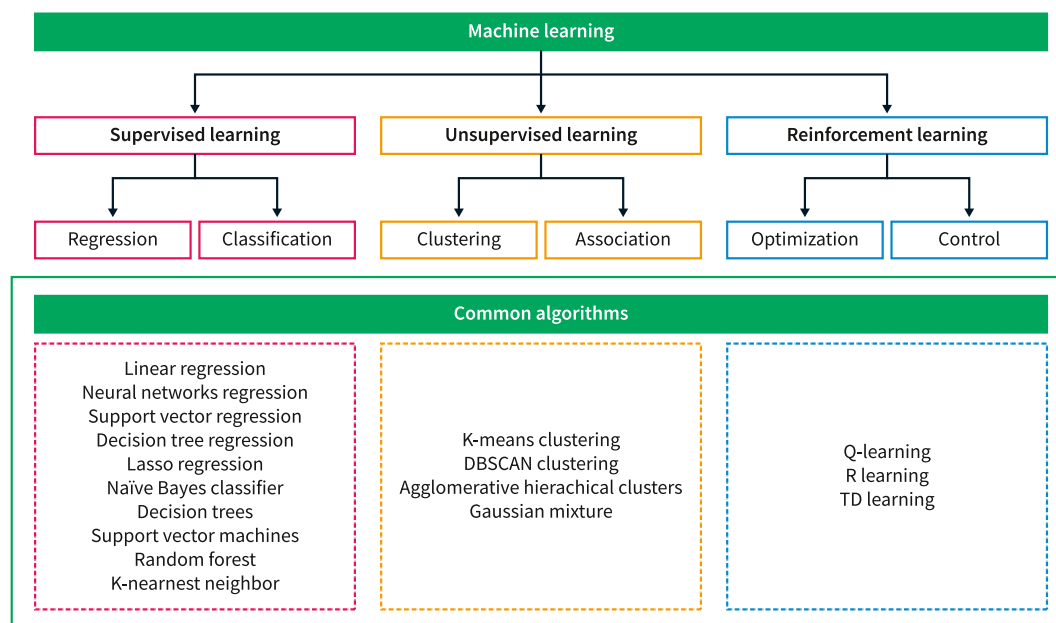 Machine learning
Supervised learning
Unsupervised learning
Reinforcement learning
Regression
Classification
Clustering
Association
Optimization
Control
Common algorithms
Linear regression
Neural networks regression
Support vector regression
Decision tree regression
Lasso regression
Naïve Bayes classifier
Decision trees
Support vector machines
Random forest
K-nearnest neighbor
K-means clustering
DBSCAN clustering
Agglomerative hierachical clusters
Gaussian mixture
Q-learning
R learning
TD learning